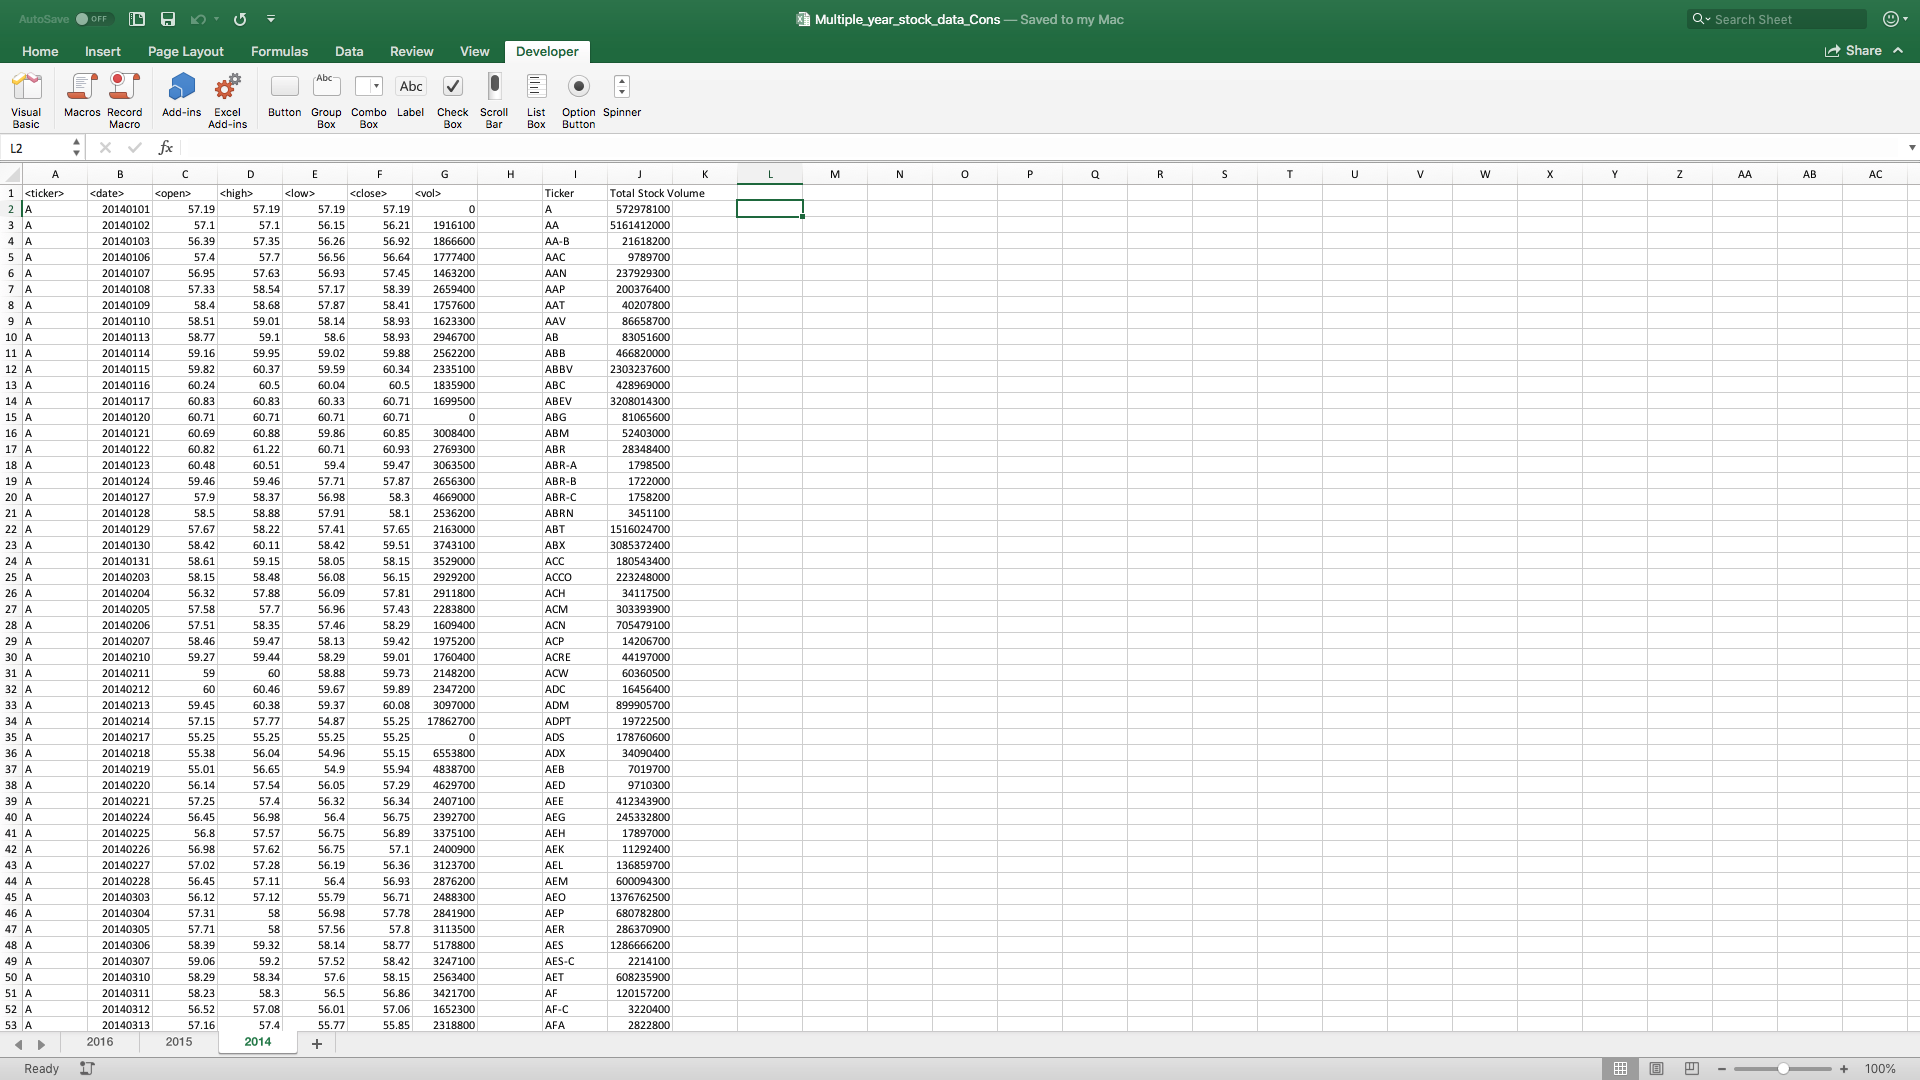 AutoSave OFF Multiple_year_stock_data_Cons — Saved to my Mac Search Sheet
Home Insert Page Layout Formulas Data Review View Developer Share
Visual Basic Macros Record Macro Add-ins Excel Add-ins Button Group Box Combo Box Label Check Box Scroll Bar List Box Option Button Spinner
Abc Abc
L2 fx
A B C D E F G H I J K L M N O P Q R S T U V W X Y Z AA AB AC
1 <ticker> <date> <open> <high> <low> <close> <vol> Ticker Total Stock Volume
2 A 20140101 57.19 57.19 57.19 57.19 0 A 572978100
3 A 20140102 57.1 57.1 56.15 56.21 1916100 AA 5161412000
4 A 20140103 56.39 57.35 56.26 56.92 1866600 AA-B 21618200
5 A 20140106 57.4 57.7 56.56 56.64 1777400 AAC 9789700
6 A 20140107 56.95 57.63 56.93 57.45 1463200 AAN 237929300
7 A 20140108 57.33 58.54 57.17 58.39 2659400 AAP 200376400
8 A 20140109 58.4 58.68 57.87 58.41 1757600 AAT 40207800
9 A 20140110 58.51 59.01 58.14 58.93 1623300 AAV 86658700
10 A 20140113 58.77 59.1 58.6 58.93 2946700 AB 83051600
11 A 20140114 59.16 59.95 59.02 59.88 2562200 ABB 466820000
12 A 20140115 59.82 60.37 59.59 60.34 2335100 ABBV 2303237600
13 A 20140116 60.24 60.5 60.04 60.5 1835900 ABC 428969000
14 A 20140117 60.83 60.83 60.33 60.71 1699500 ABEV 3208014300
15 A 20140120 60.71 60.71 60.71 60.71 0 ABG 81065600
16 A 20140121 60.69 60.88 59.86 60.85 3008400 ABM 52403000
17 A 20140122 60.82 61.22 60.71 60.93 2769300 ABR 28348400
18 A 20140123 60.48 60.51 59.4 59.47 3063500 ABR-A 1798500
19 A 20140124 59.46 59.46 57.71 57.87 2656300 ABR-B 1722000
20 A 20140127 57.9 58.37 56.98 58.3 4669000 ABR-C 1758200
21 A 20140128 58.5 58.88 57.91 58.1 2536200 ABRN 3451100
22 A 20140129 57.67 58.22 57.41 57.65 2163000 ABT 1516024700
23 A 20140130 58.42 60.11 58.42 59.51 3743100 ABX 3085372400
24 A 20140131 58.61 59.15 58.05 58.15 3529000 ACC 180543400
25 A 20140203 58.15 58.48 56.08 56.15 2929200 ACCO 223248000
26 A 20140204 56.32 57.88 56.09 57.81 2911800 ACH 34117500
27 A 20140205 57.58 57.7 56.96 57.43 2283800 ACM 303393900
28 A 20140206 57.51 58.35 57.46 58.29 1609400 ACN 705479100
29 A 20140207 58.46 59.47 58.13 59.42 1975200 ACP 14206700
30 A 20140210 59.27 59.44 58.29 59.01 1760400 ACRE 44197000
31 A 20140211 59 60 58.88 59.73 2148200 ACW 60360500
32 A 20140212 60 60.46 59.67 59.89 2347200 ADC 16456400
33 A 20140213 59.45 60.38 59.37 60.08 3097000 ADM 899905700
34 A 20140214 57.15 57.77 54.87 55.25 17862700 ADPT 19722500
35 A 20140217 55.25 55.25 55.25 55.25 0 ADS 178760600
36 A 20140218 55.38 56.04 54.96 55.15 6553800 ADX 34090400
37 A 20140219 55.01 56.65 54.9 55.94 4838700 AEB 7019700
38 A 20140220 56.14 57.54 56.05 57.29 4629700 AED 9710300
39 A 20140221 57.25 57.4 56.32 56.34 2407100 AEE 412343900
40 A 20140224 56.45 56.98 56.4 56.75 2392700 AEG 245332800
41 A 20140225 56.8 57.57 56.75 56.89 3375100 AEH 17897000
42 A 20140226 56.98 57.62 56.75 57.1 2400900 AEK 11292400
43 A 20140227 57.02 57.28 56.19 56.36 3123700 AEL 136859700
44 A 20140228 56.45 57.11 56.4 56.93 2876200 AEM 600094300
45 A 20140303 56.12 57.12 55.79 56.71 2488300 AEO 1376762500
46 A 20140304 57.31 58 56.98 57.78 2841900 AEP 680782800
47 A 20140305 57.71 58 57.56 57.8 3113500 AER 286370900
48 A 20140306 58.39 59.32 58.14 58.77 5178800 AES 1286666200
49 A 20140307 59.06 59.2 57.52 58.42 3247100 AES-C 2214100
50 A 20140310 58.29 58.34 57.6 58.15 2563400 AET 608235900
51 A 20140311 58.23 58.3 56.5 56.86 3421700 AF 120157200
52 A 20140312 56.52 57.08 56.01 57.06 1652300 AF-C 3220400
53 A 20140313 57.16 57.4 55.77 55.85 2318800 AFA 2822800
2016 2015 2014
Ready 100%